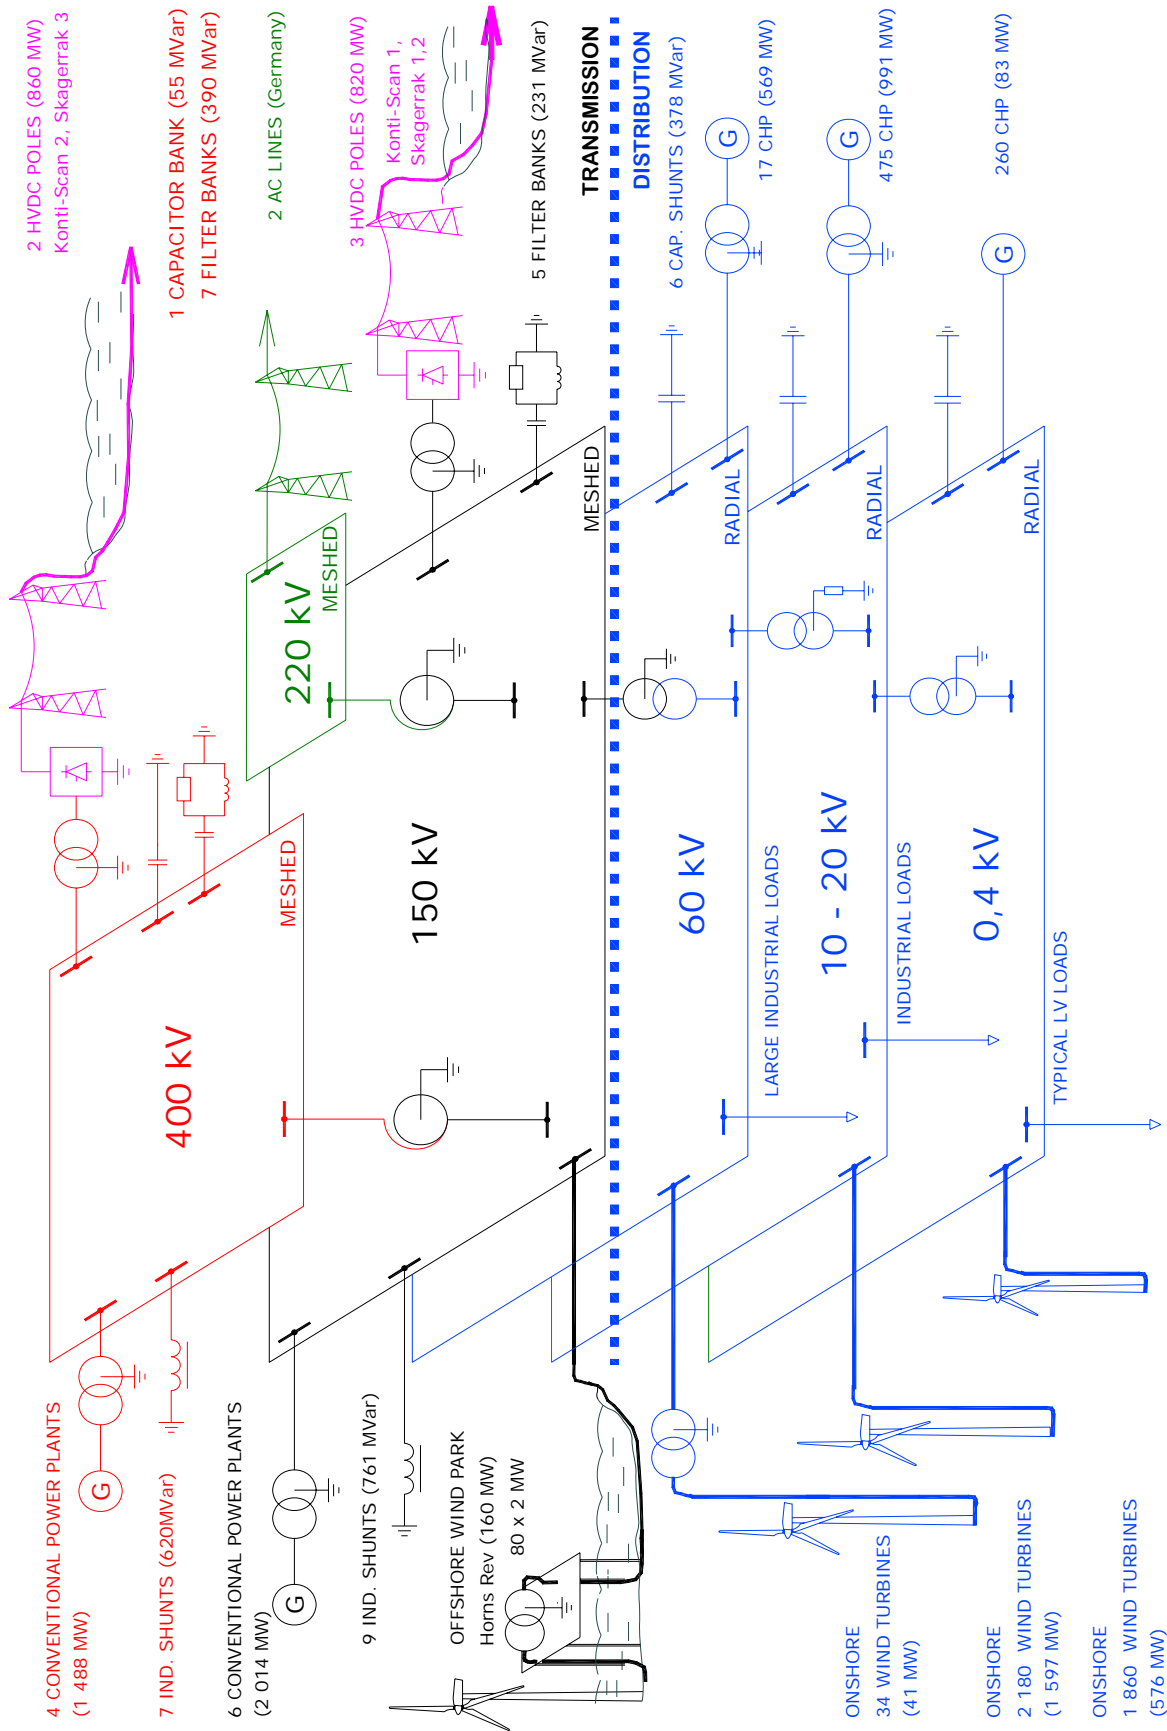 4 CONVENTIONAL POWER PLANTS
(1 488 MW)
7 IND. SHUNTS (620MVar)
6 CONVENTIONAL POWER PLANTS
(2 014 MW)
9 IND. SHUNTS (761 MVar)
OFFSHORE WIND PARK
Horns Rev (160 MW)
80 x 2 MW
ONSHORE
34 WIND TURBINES
(41 MW)
ONSHORE
2 180 WIND TURBINES
(1 597 MW)
ONSHORE
1 860 WIND TURBINES
(576 MW)
G
G
400 kV
MESHED
220 kV
MESHED
150 kV
MESHED
60 kV
RADIAL
LARGE INDUSTRIAL LOADS
10 - 20 kV
RADIAL
INDUSTRIAL LOADS
0,4 kV
RADIAL
TYPICAL LV LOADS
2 HVDC POLES (860 MW)
Konti-Scan 2, Skagerrak 3
1 CAPACITOR BANK (55 MVar)
7 FILTER BANKS (390 MVar)
2 AC LINES (Germany)
3 HVDC POLES (820 MW)
Konti-Scan 1,
Skagerrak 1,2
5 FILTER BANKS (231 MVar)
TRANSMISSION
DISTRIBUTION
6 CAP. SHUNTS (378 MVar)
G
17 CHP (569 MW)
G
475 CHP (991 MW)
G
260 CHP (83 MW)